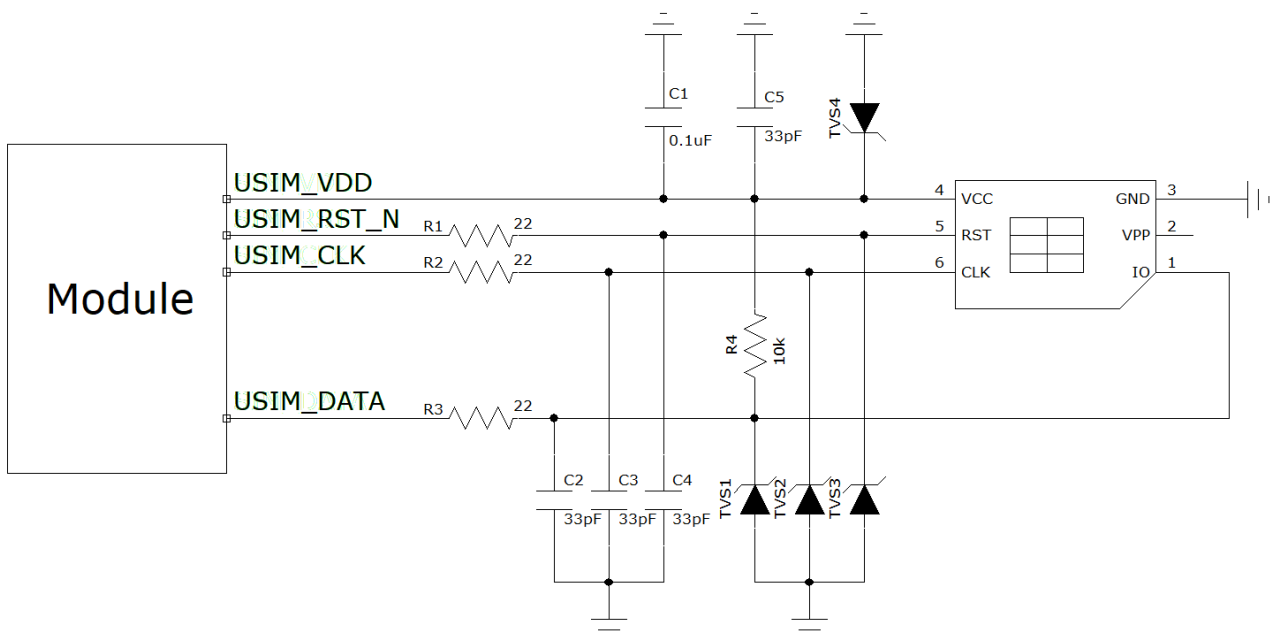 C1
0.1uF
C5
33pF
TVS4
USIM_VDD
USIM_RST_N
USIM_CLK
R1
22
R2
22
Module
4
VCC
GND
3
5
RST
VPP
2
6
CLK
IO
1
R4
10k
USIM_DATA
R3
22
C2
33pF
C3
33pF
C4
33pF
TVS1
TVS2
TVS3